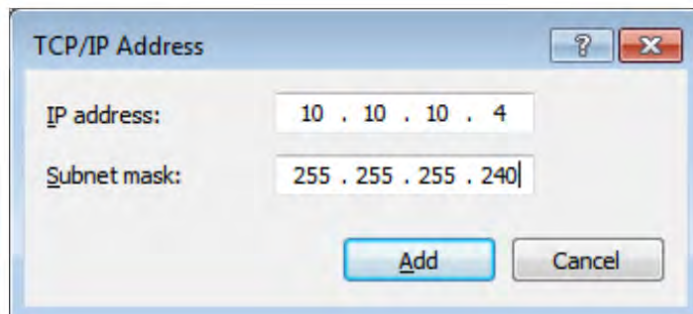 TCP/IP Address
IP address: 10 . 10 . 10 . 4
Subnet mask: 255 . 255 . 255 . 240
Add Cancel